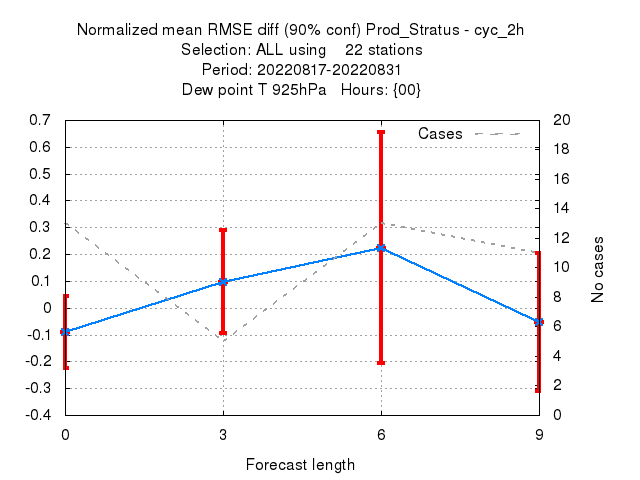 Normalized mean RMSE diff (90% conf) Prod_Stratus - cyc_2h
Selection: ALL using 22 stations
Period: 20220817-20220831
Dew point T 925hPa Hours: {00}
Cases
0.7
0.6
0.5
0.4
0.3
0.2
0.1
0
-0.1
-0.2
-0.3
-0.4
20
18
16
14
12
10
8
6
4
2
0
No cases
0 3 6 9
Forecast length